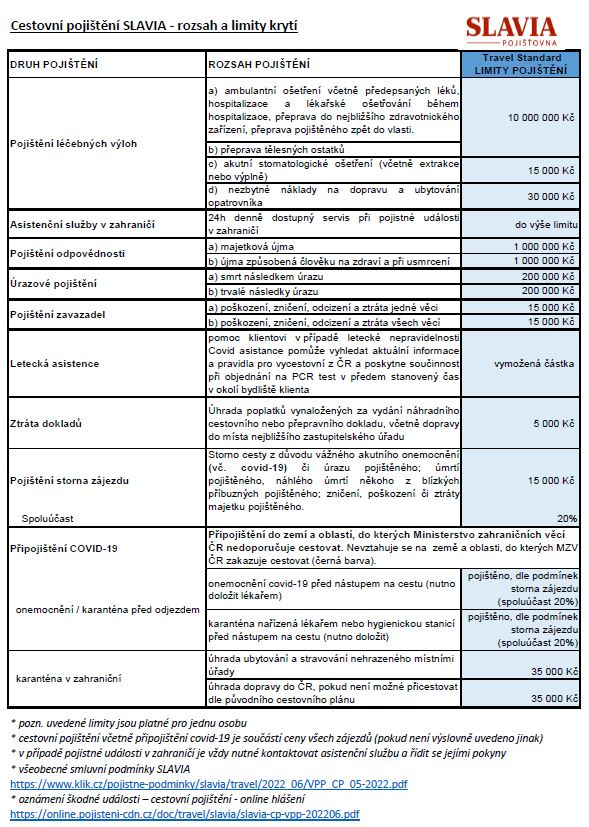 Cestovní pojištění SLAVIA - rozsah a limity krytí
SLAVIA
POJIŠŤOVNA
DRUH POJIŠTĚNÍ
ROZSAH POJIŠTĚNÍ
Travel Standard
LIMITY POJIŠTĚNÍ
Pojištění léčebných výloh
a) ambulantní ošetření včetně předepsaných léků,
hospitalizace a lékařské ošetřování během
hospitalizace, přeprava do nejbližšího zdravotnického
zařízení, přeprava pojištěného zpět do vlasti.
10 000 000 Kč
b) přeprava tělesných ostatků
c) akutní stomatologické ošetření (včetně extrakce
nebo výplně)
15 000 Kč
d) nezbytné náklady na dopravu a ubytování
opatrovníka
30 000 Kč
Asistenční služby v zahraničí
24h denně dostupný servis při pojistné události
v zahraničí
do výše limitu
Pojištění odpovědnosti
a) majetková újma
1 000 000 Kč
b) újma způsobená člověku na zdraví a při usmrcení
1 000 000 Kč
Úrazové pojištění
a) smrt následkem úrazu
200 000 Kč
b) trvalé následky úrazu
200 000 Kč
Pojištění zavazadel
a) poškození, zničení, odcizení a ztráta jedné věci
15 000 Kč
b) poškození, zničení, odcizení a ztráta všech věcí
15 000 Kč
Letecká asistence
pomoc klientovi v případě letecké nepravidelnosti
Covid asistance pomůže vyhledat aktuální informace
a pravidla pro vycestovní z ČR a poskytne součinnost
při objednání na PCR test v předem stanovený čas
v okolí bydliště klienta
vymožená částka
Ztráta dokladů
Úhrada poplatků vynaložených za vydání náhradního
cestovního nebo přepravního dokladu, včetně dopravy
do místa nejbližšího zastupitelského úřadu
5 000 Kč
Pojištění storna zájezdu
Storno cesty z důvodu vážného akutního onemocnění
(vč. covid-19) či úrazu pojištěného; úmrtí
pojištěného, náhlého úmrtí někoho z blízkých
příbuzných pojištěného; zničení, poškození či ztráty
majetku pojištěného.
15 000 Kč
Spoluúčast
20%
Připojištění COVID-19
Připojištění do zemí a oblastí, do kterých Ministerstvo zahraničních věcí
ČR nedoporučuje cestovat. Nevztahuje se na země a oblasti, do kterých MZV
ČR zakazuje cestovat (černá barva).
onemocnění / karanténa před odjezdem
onemocnění covid-19 před nástupem na cestu (nutno
doložit lékařem)
pojištěno, dle podmínek
storna zájezdu
(spoluúčast 20%)
karanténa nařízená lékařem nebo hygienickou stanicí
před nástupem na cestu (nutno doložit)
pojištěno, dle podmínek
storna zájezdu
(spoluúčast 20%)
karanténa v zahraniční
úhrada ubytování a stravování nehrazeného místními
úřady
35 000 Kč
úhrada dopravy do ČR, pokud není možné přicestovat
dle původního cestovního plánu
35 000 Kč
* pozn. uvedené limity jsou platné pro jednu osobu
* cestovní pojištění včetně připojištění covid-19 je součástí ceny všech zájezdů (pokud není výslovně uvedeno jinak)
* v případě pojistné události v zahraničí je vždy nutné kontaktovat asistenční službu a řídit se jejími pokyny
* všeobecné smluvní podmínky SLAVIA
https://www.klik.cz/pojistne-podminky/slavia/travel/2022_06/VPP_CP_05-2022.pdf
* oznámení škodné události – cestovní pojištění - online hlášení
https://online.pojisteni-cdn.cz/doc/travel/slavia/slavia-cp-vpp-202206.pdf